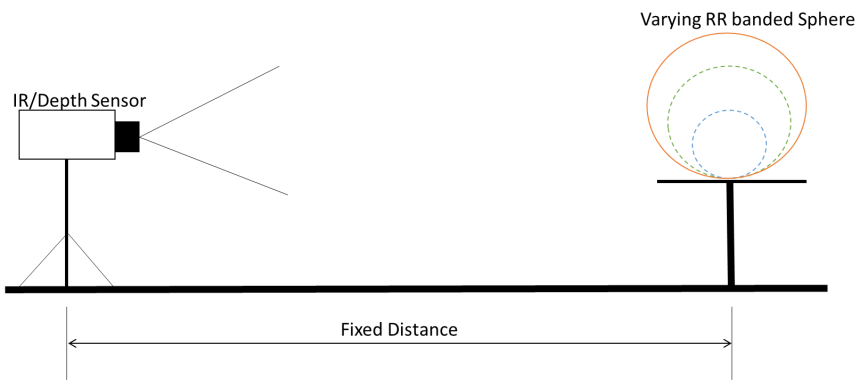 Varying RR banded Sphere
IR/Depth Sensor
Fixed Distance